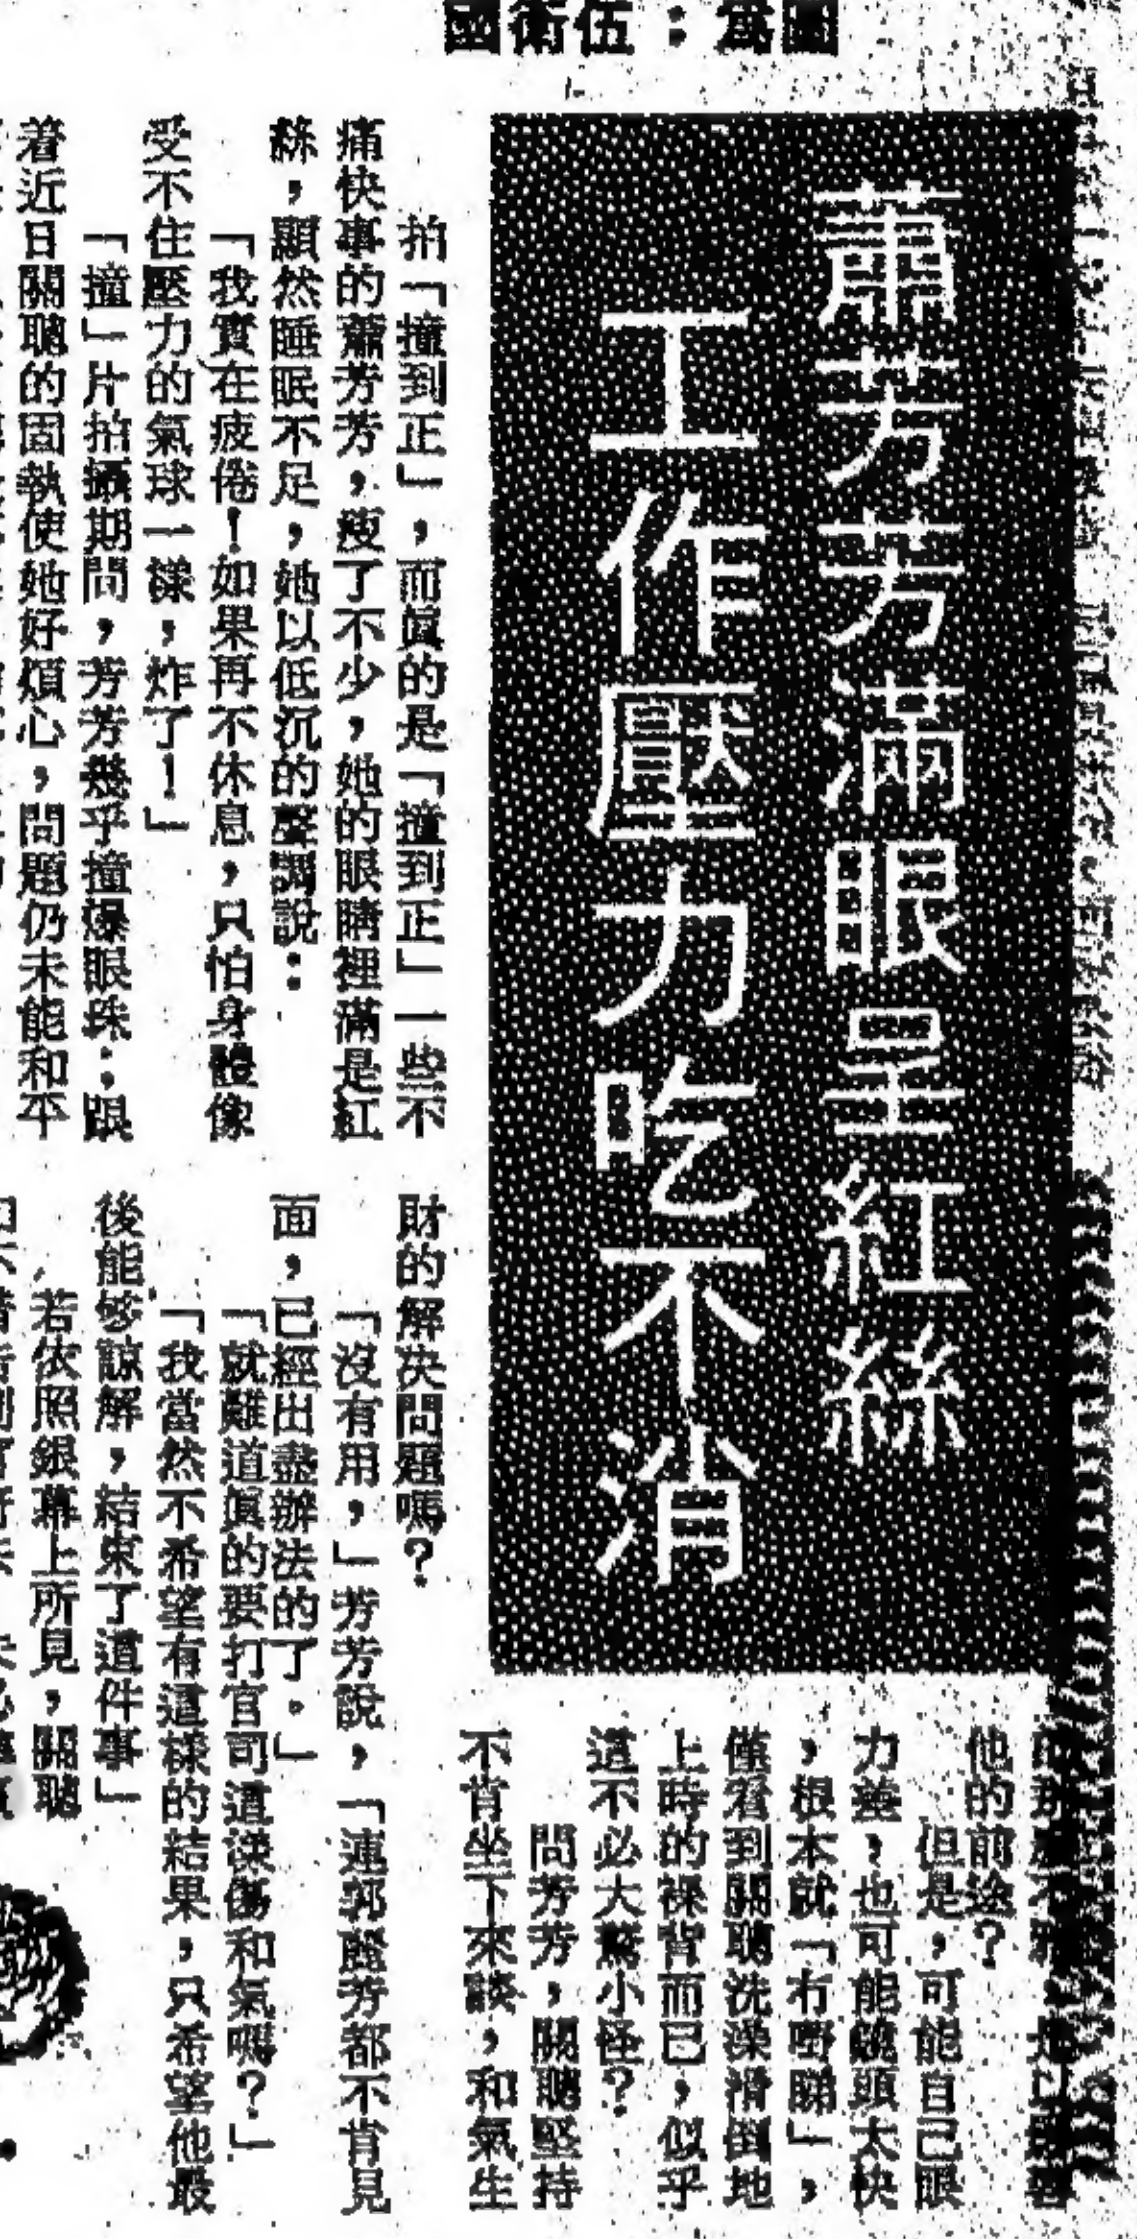 圖爲：伍衛國
蕭芳芳滿眼呈紅絲
工作壓力吃不消
拍「撞到正」，而眞的是「撞到正」一些不
痛快事的蕭芳芳，瘦了不少，她的眼睛裡滿是紅
絲，顯然睡眠不足，她以低沉的聲調說：
「我實在疲倦！如果再不休息，只怕身體像
受不住壓力的氣球一樣，炸了！」
「撞」片拍攝期間，芳芳幾乎撞爆眼珠：跟
着近日關聰的固執使她好煩心，問題仍未能和平
他的前途？
但是，可能自己眼
力差，也可能鏡頭太快
，根本就「冇嘢睇」，
僅看到關聰洗澡滑倒地
上時的裸背而已，似乎
這不必大驚小怪？
問芳芳，關聰堅持
不肯坐下來談，和氣生
財的解決問題嗎？
「沒有用，」芳芳說，「連郭證芳都不肯見
面，已經出盡辦法的了。」
「就難道眞的要打官司這決傷和氣嗎？」
「我當然不希望有這樣的結果，只希望他最
後能够諒解，結束了這件事」
若依照銀幕上所見，關聰